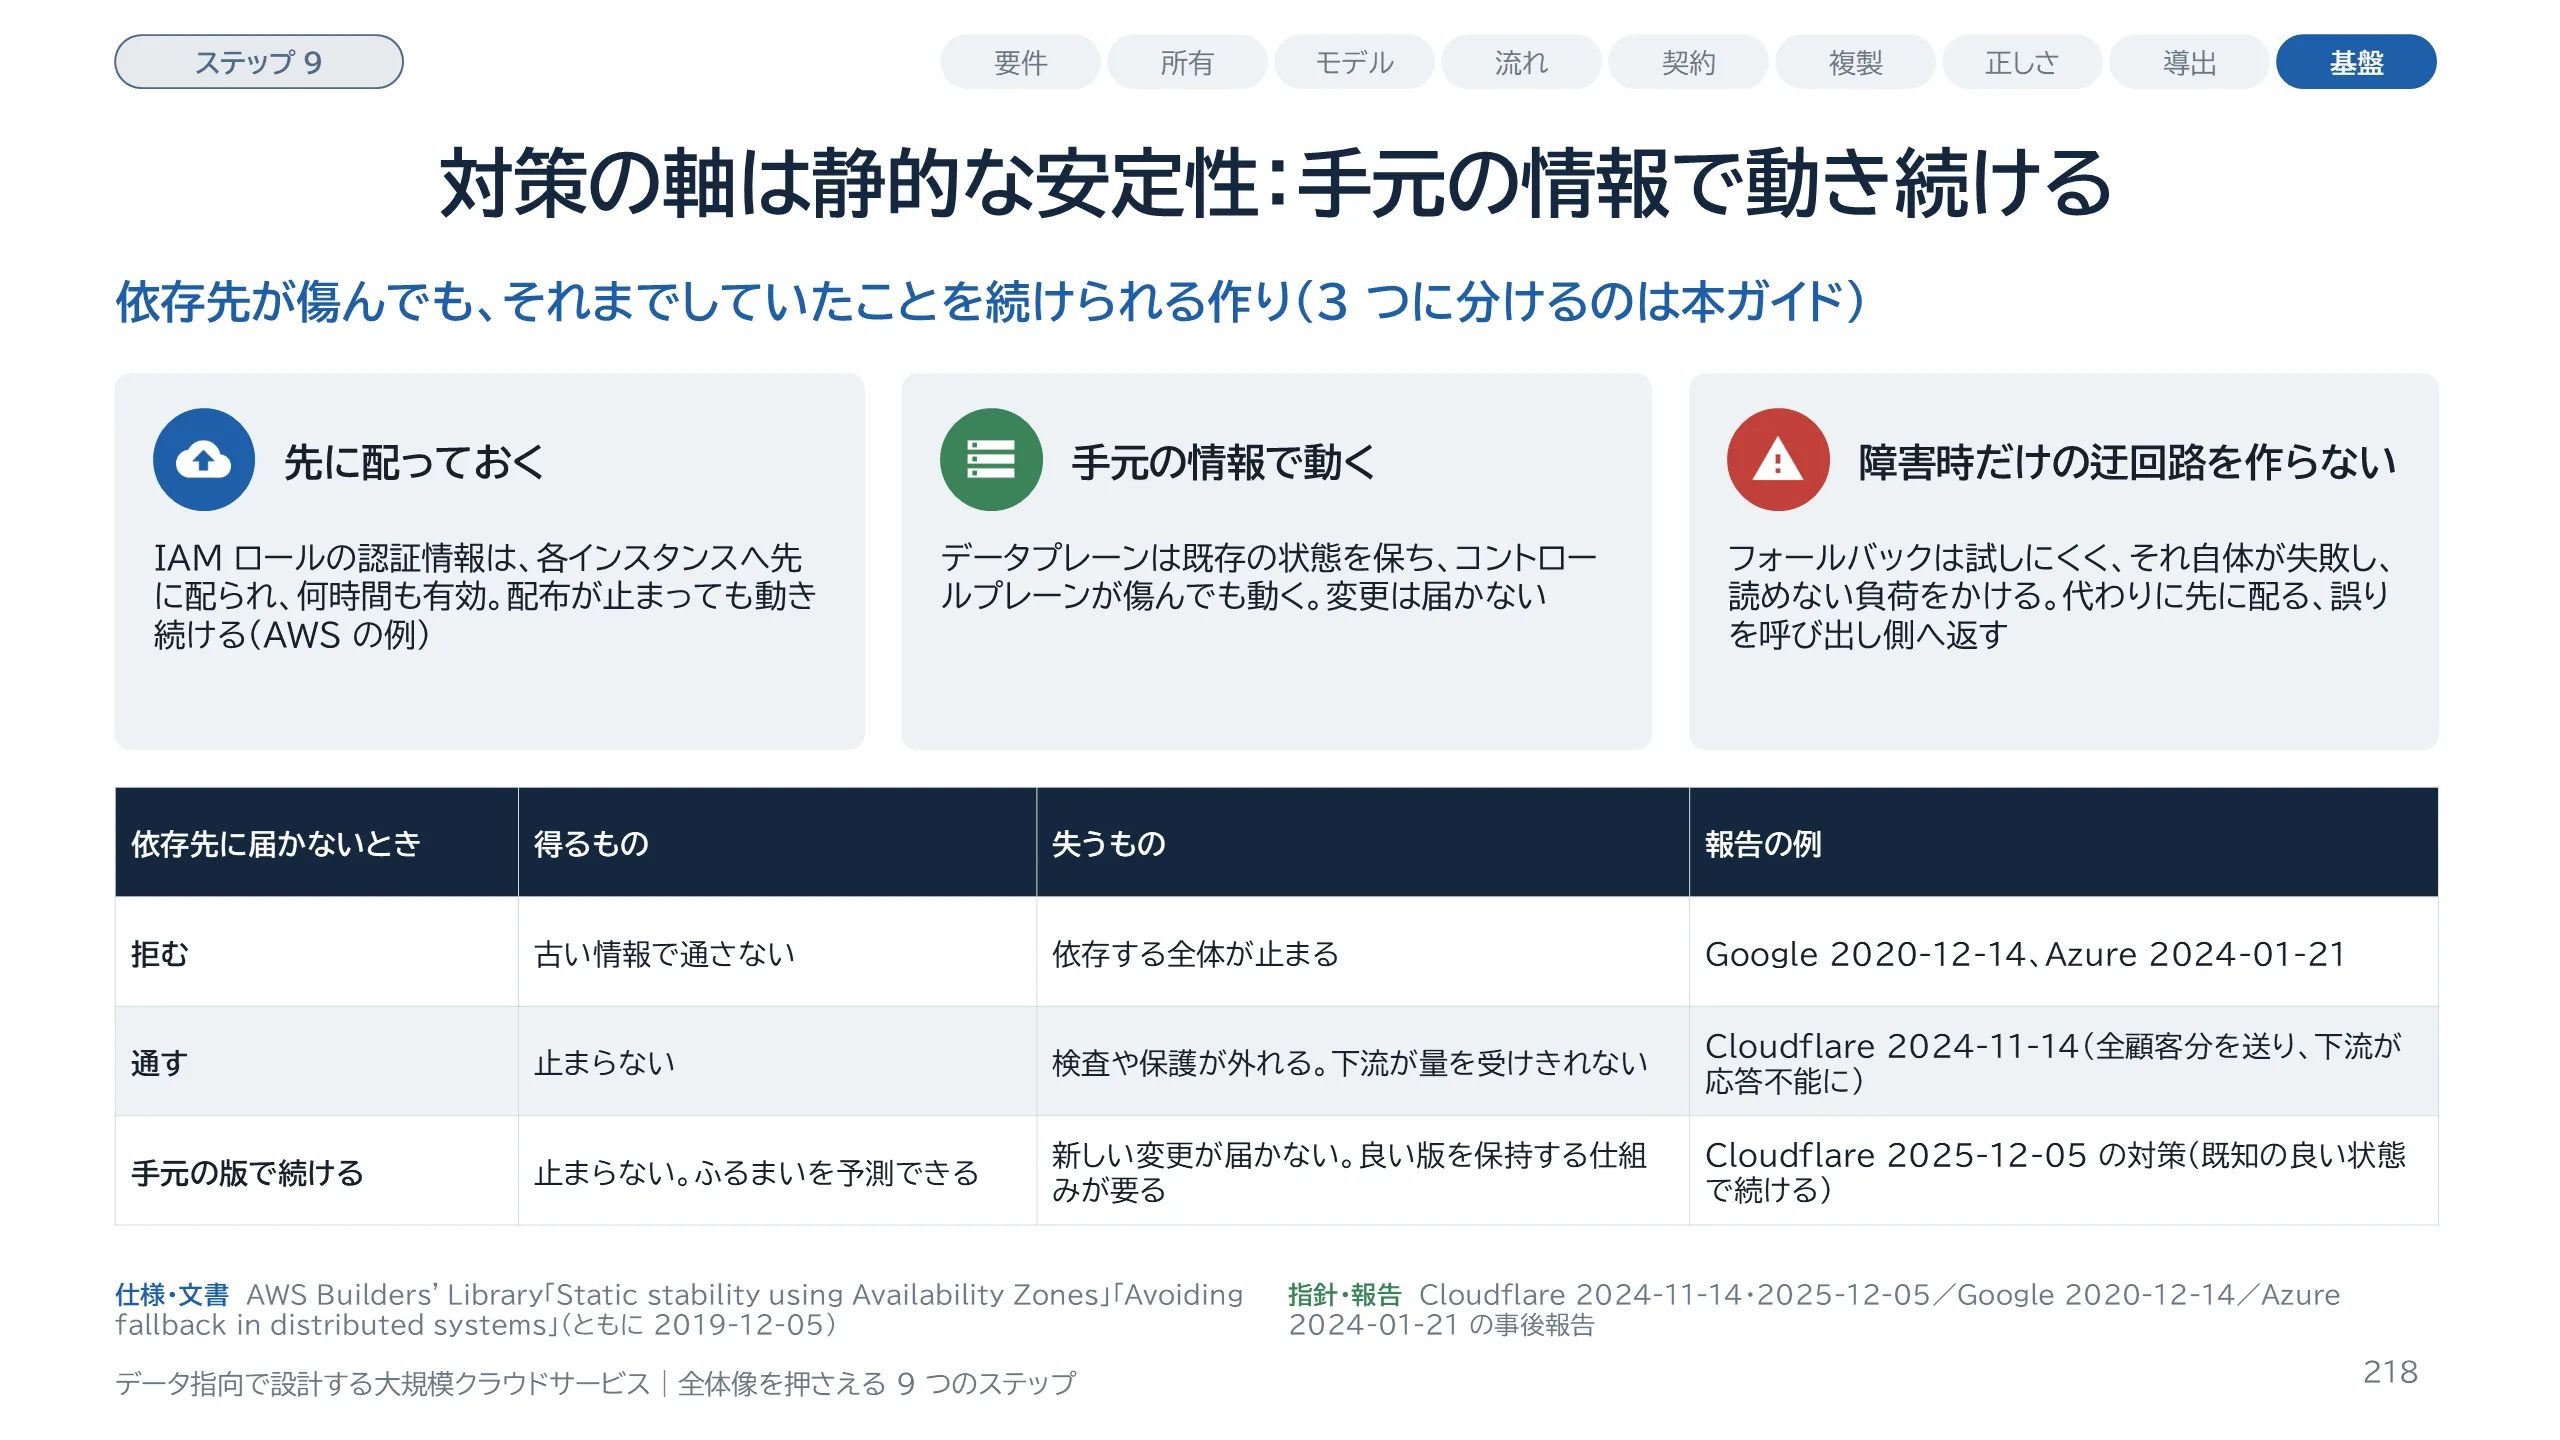 ステップ 9
要件
所有
モデル
流れ
契約
複製
正しさ
導出
基盤
対策の軸は静的な安定性：手元の情報で動き続ける
依存先が傷んでも、それまでしていたことを続けられる作り（3 つに分けるのは本ガイド）
先に配っておく
IAM ロールの認証情報は、各インスタンスへ先
に配られ、何時間も有効。配布が止まっても動き
続ける（AWS の例）
手元の情報で動く
データプレーンは既存の状態を保ち、コントロー
ルプレーンが傷んでも動く。変更は届かない
障害時だけの迂回路を作らない
フォールバックは試しにくく、それ自体が失敗し、
読めない負荷をかける。代わりに先に配る、誤り
を呼び出し側へ返す
依存先に届かないとき
得るもの
失うもの
報告の例
拒む
古い情報で通さない
依存する全体が止まる
Google 2020-12-14、Azure 2024-01-21
通す
止まらない
検査や保護が外れる。下流が量を受けきれない
Cloudflare 2024-11-14（全顧客分を送り、下流が
応答不能に）
手元の版で続ける
止まらない。ふるまいを予測できる
新しい変更が届かない。良い版を保持する仕組
みが要る
Cloudflare 2025-12-05 の対策（既知の良い状態
で続ける）
仕様・文書 AWS Builders’ Library「Static stability using Availability Zones」「Avoiding
fallback in distributed systems」（ともに 2019-12-05）
指針・報告 Cloudflare 2024-11-14・2025-12-05／Google 2020-12-14／Azure
2024-01-21 の事後報告
データ指向で設計する大規模クラウドサービス｜全体像を押さえる 9 つのステップ
218